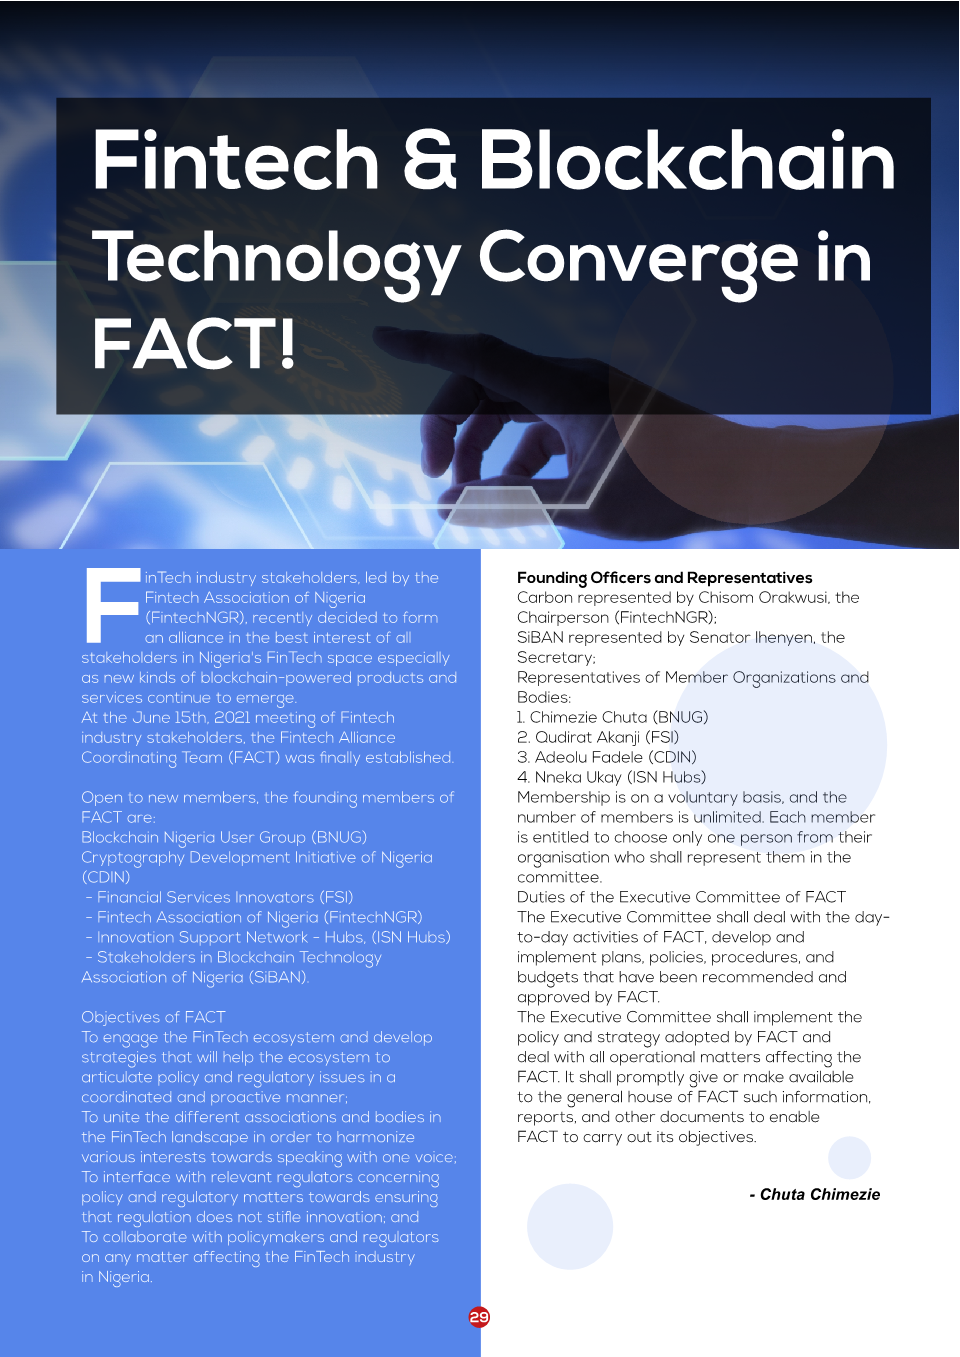 Fintech & Blockchain
Technology Converge in
FACT!
FinTech industry stakeholders, led by the
Fintech Association of Nigeria
(FintechNGR), recently decided to form
an alliance in the best interest of all
stakeholders in Nigeria's FinTech space especially
as new kinds of blockchain-powered products and
services continue to emerge.
At the June 15th, 2021 meeting of Fintech
industry stakeholders, the Fintech Alliance
Coordinating Team (FACT) was finally established.
Open to new members, the founding members of
FACT are:
Blockchain Nigeria User Group (BNUG)
Cryptography Development Initiative of Nigeria
(CDIN)
- Financial Services Innovators (FSI)
- Fintech Association of Nigeria (FintechNGR)
- Innovation Support Network - Hubs, (ISN Hubs)
- Stakeholders in Blockchain Technology
Association of Nigeria (SiBAN).
Objectives of FACT
To engage the FinTech ecosystem and develop
strategies that will help the ecosystem to
articulate policy and regulatory issues in a
coordinated and proactive manner;
To unite the different associations and bodies in
the FinTech landscape in order to harmonize
various interests towards speaking with one voice;
To interface with relevant regulators concerning
policy and regulatory matters towards ensuring
that regulation does not stifle innovation; and
To collaborate with policymakers and regulators
on any matter affecting the FinTech industry
in Nigeria.
Founding Officers and Representatives
Carbon represented by Chisom Orakwusi, the
Chairperson (FintechNGR);
SiBAN represented by Senator Ihenyen, the
Secretary;
Representatives of Member Organizations and
Bodies:
1. Chimezie Chuta (BNUG)
2. Qudirat Akanji (FSI)
3. Adeolu Fadele (CDIN)
4. Nneka Ukay (ISN Hubs)
Membership is on a voluntary basis, and the
number of members is unlimited. Each member
is entitled to choose only one person from their
organisation who shall represent them in the
committee.
Duties of the Executive Committee of FACT
The Executive Committee shall deal with the day-
to-day activities of FACT, develop and
implement plans, policies, procedures, and
budgets that have been recommended and
approved by FACT.
The Executive Committee shall implement the
policy and strategy adopted by FACT and
deal with all operational matters affecting the
FACT. It shall promptly give or make available
to the general house of FACT such information,
reports, and other documents to enable
FACT to carry out its objectives.
- Chuta Chimezie
29